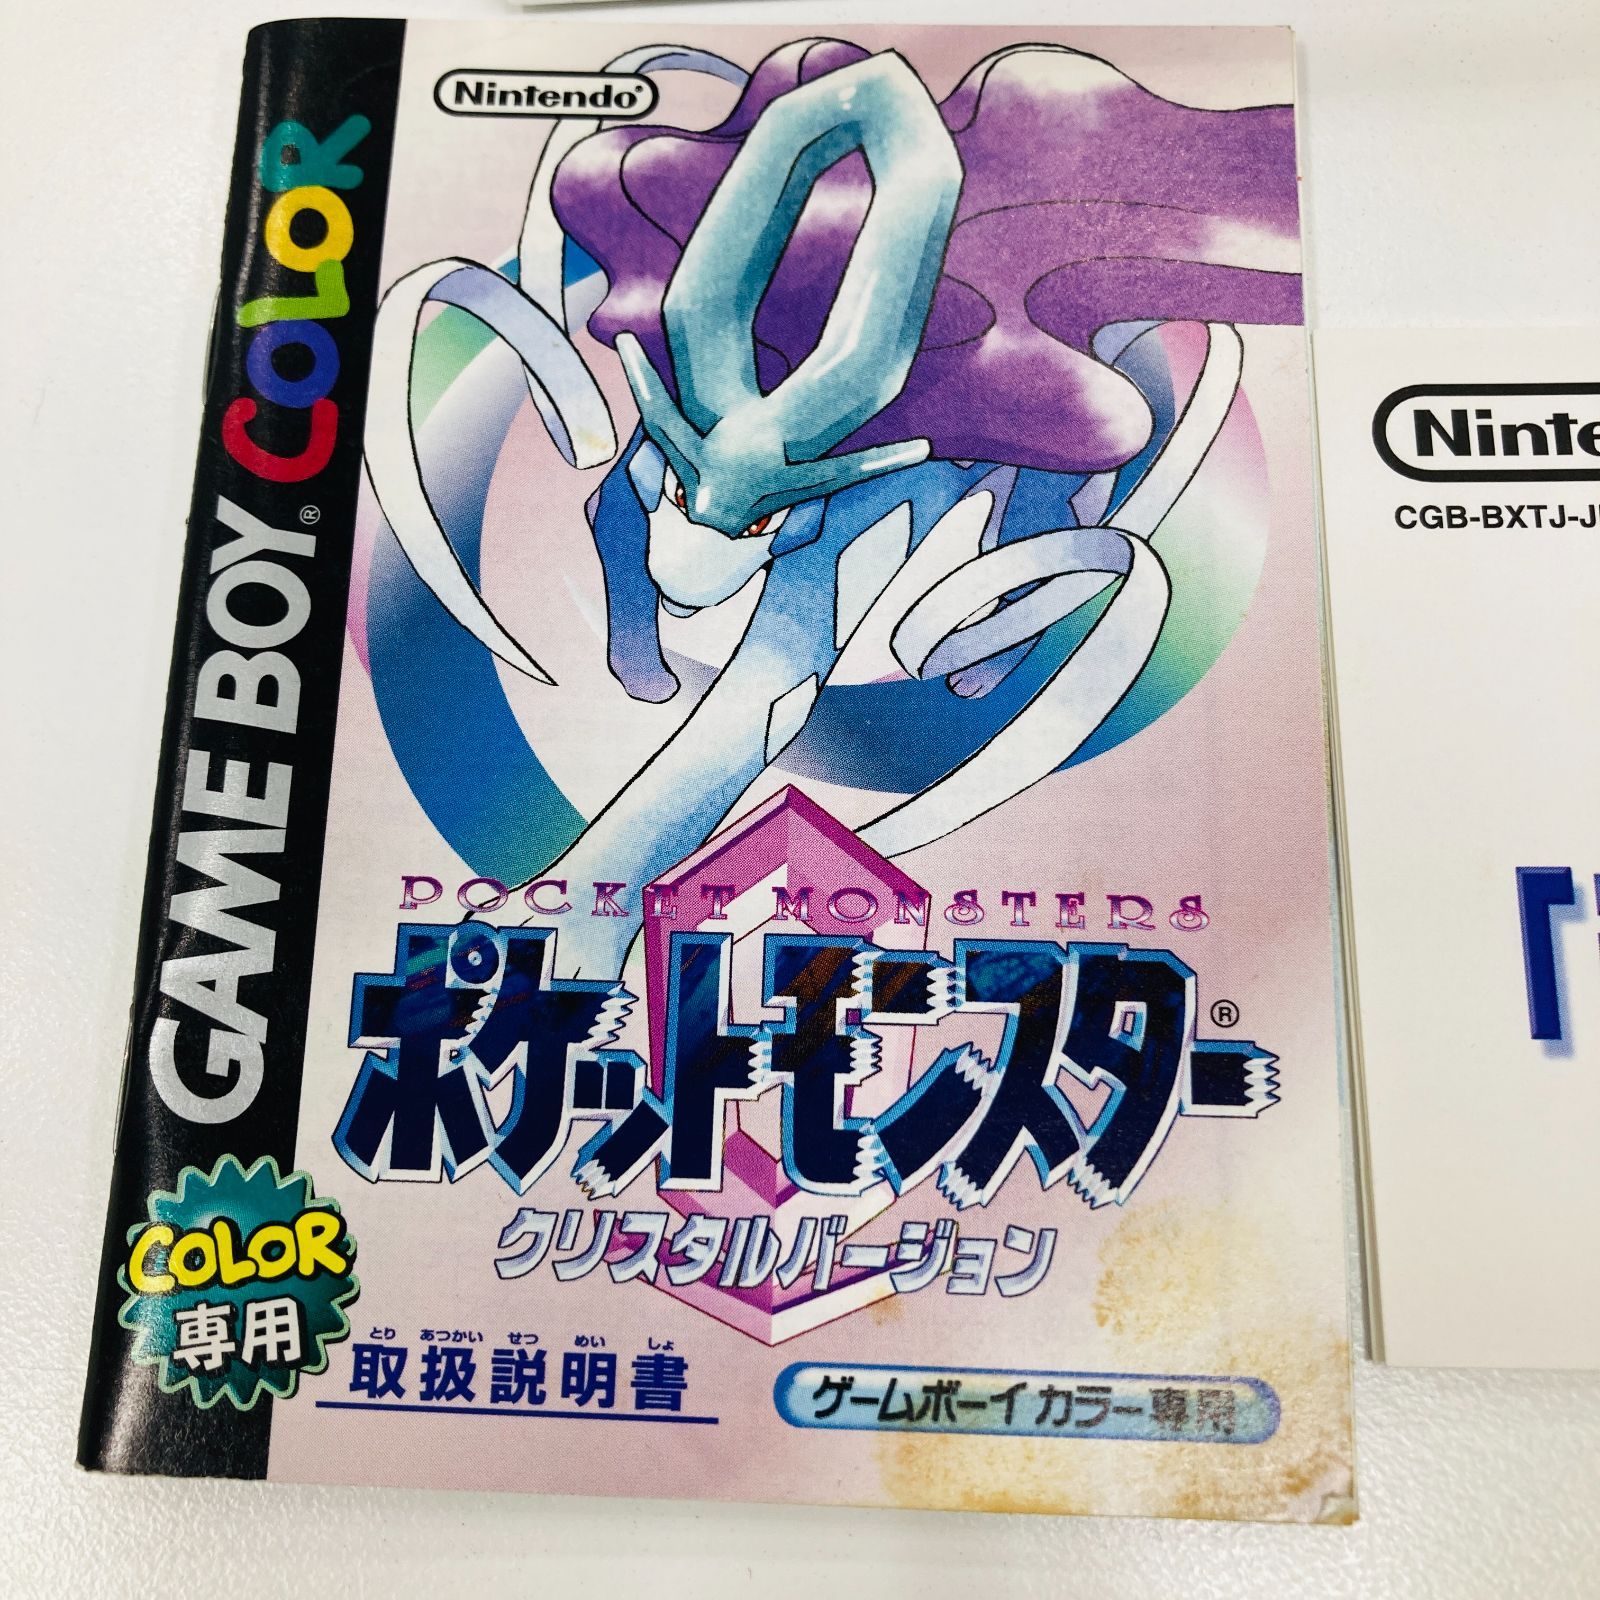 Nintendo®
GAME BOY COLOR®
POCKET MONSTERS
ポケットモンスター®
クリスタルバージョン
COLOR
専用
とり あつかい せつ めい しょ
取扱説明書
ゲームボーイ カラー専用
CGB-BXTJ-J
『